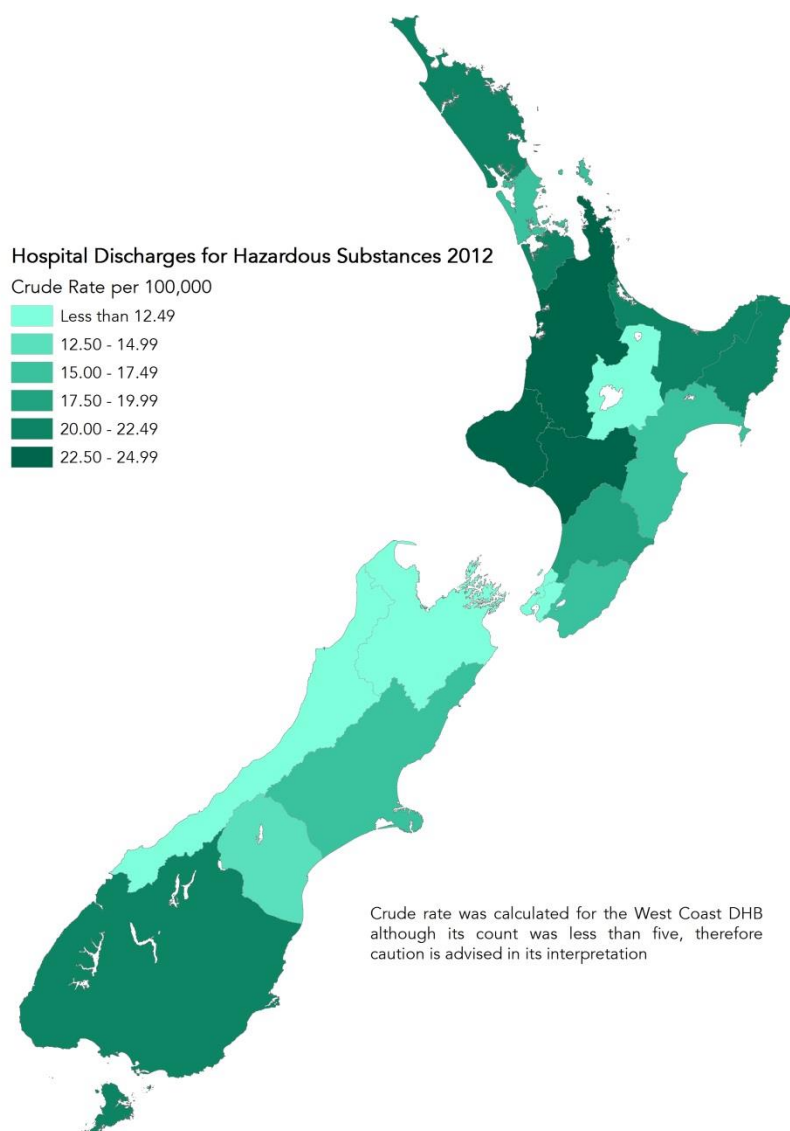 Hospital Discharges for Hazardous Substances 2012
Crude Rate per 100,000
Less than 12.49
12.50 - 14.99
15.00 - 17.49
17.50 - 19.99
20.00 - 22.49
22.50 - 24.99
Crude rate was calculated for the West Coast DHB
although its count was less than five, therefore
caution is advised in its interpretation